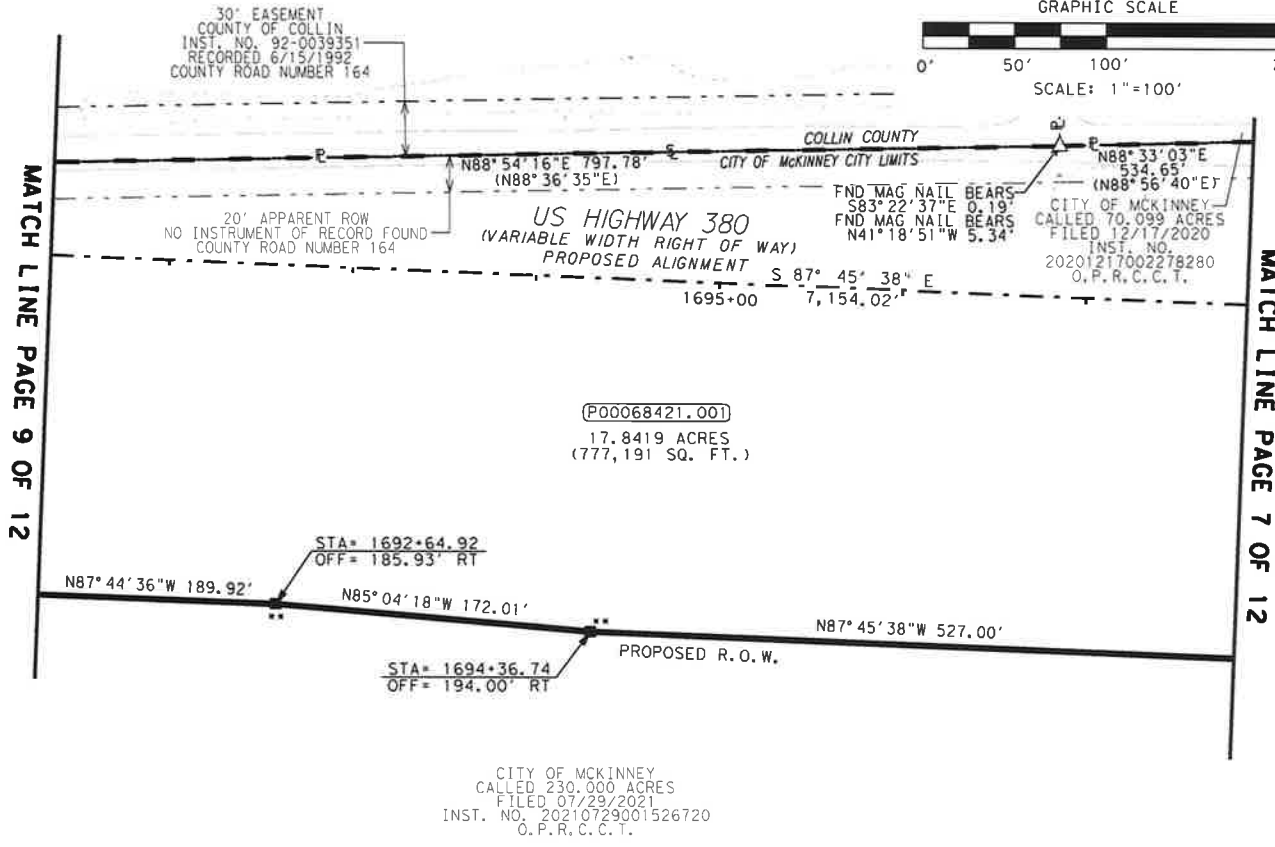 30' EASEMENT
COUNTY OF COLLIN
INST. NO. 92-0039351
RECORDED 6/15/1992
COUNTY ROAD NUMBER 164
GRAPHIC SCALE
0' 50' 100'
SCALE: 1"=100'
MATCH LINE PAGE 9 OF 12
COLLIN COUNTY
CITY OF McKINNEY CITY LIMITS
N88°54'16"E 797.78'
(N88°36'35"E)
N88°33'03"E
534.65'
(N88°56'40"E)
FND MAG NAIL BEARS
S83°22'37"E 0.19'
FND MAG NAIL BEARS
N41°18'51"W 5.34'
CITY OF MCKINNEY
CALLED 70.099 ACRES
FILED 12/17/2020
INST. NO.
20201217002278280
O.P.R.C.C.T.
20' APPARENT ROW
NO INSTRUMENT OF RECORD FOUND
COUNTY ROAD NUMBER 164
US HIGHWAY 380
(VARIABLE WIDTH RIGHT OF WAY)
PROPOSED ALIGNMENT
S 87° 45' 38" E
1695+00 7,154.02'
MATCH LINE PAGE 7 OF 12
P00068421.001
17.8419 ACRES
(777,191 SQ. FT.)
STA= 1692+64.92
OFF= 185.93' RT
N87°44'36"W 189.92'
N85°04'18"W 172.01'
N87°45'38"W 527.00'
PROPOSED R.O.W.
STA= 1694+36.74
OFF= 194.00' RT
CITY OF MCKINNEY
CALLED 230.000 ACRES
FILED 07/29/2021
INST. NO. 20210729001526720
O.P.R.C.C.T.